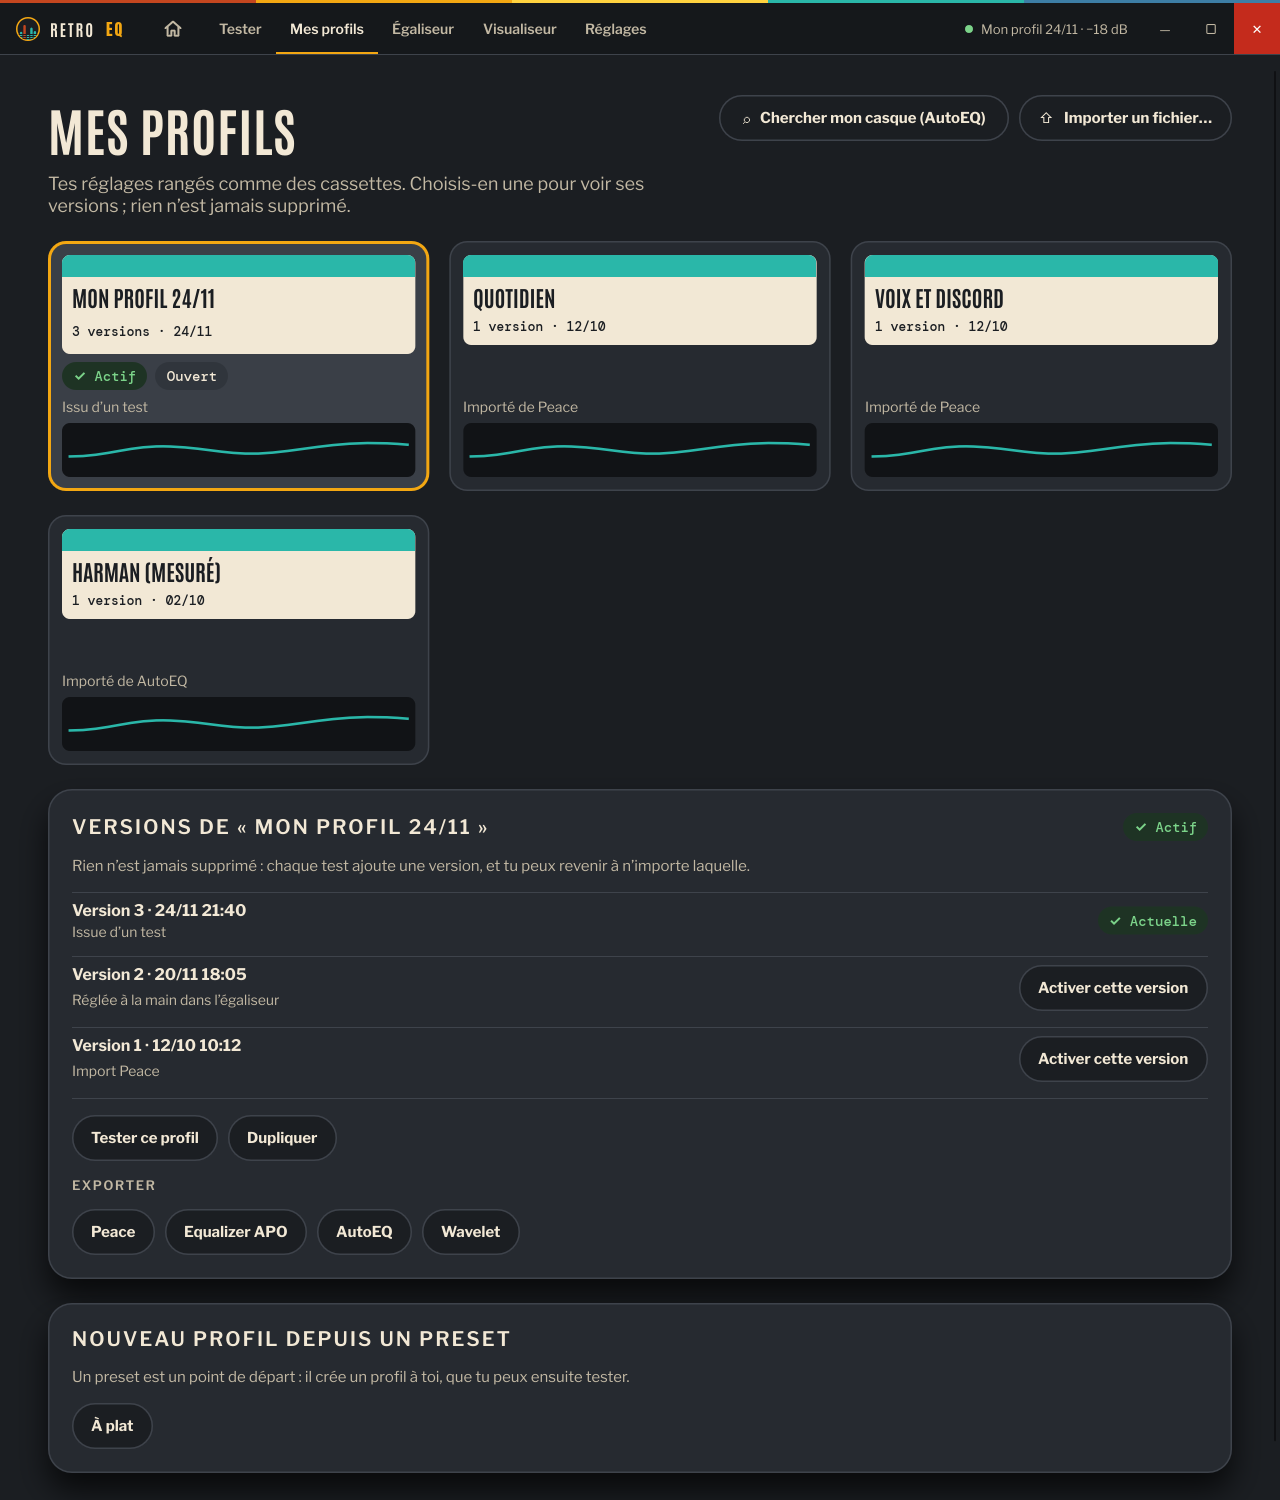 RETRO EQ
Tester
Mes profils
Égaliseur
Visualiseur
Réglages
Mon profil 24/11 · −18 dB
MES PROFILS
Chercher mon casque (AutoEQ)
Importer un fichier…
Tes réglages rangés comme des cassettes. Choisis-en une pour voir ses
versions ; rien n’est jamais supprimé.
MON PROFIL 24/11
3 versions · 24/11
✓ Actif
Ouvert
Issu d’un test
QUOTIDIEN
1 version · 12/10
Importé de Peace
VOIX ET DISCORD
1 version · 12/10
Importé de Peace
HARMAN (MESURÉ)
1 version · 02/10
Importé de AutoEQ
VERSIONS DE « MON PROFIL 24/11 »
✓ Actif
Rien n’est jamais supprimé : chaque test ajoute une version, et tu peux revenir à n’importe laquelle.
Version 3 · 24/11 21:40
Issue d’un test
✓ Actuelle
Version 2 · 20/11 18:05
Réglée à la main dans l’égaliseur
Activer cette version
Version 1 · 12/10 10:12
Import Peace
Activer cette version
Tester ce profil
Dupliquer
EXPORTER
Peace
Equalizer APO
AutoEQ
Wavelet
NOUVEAU PROFIL DEPUIS UN PRESET
Un preset est un point de départ : il crée un profil à toi, que tu peux ensuite tester.
À plat